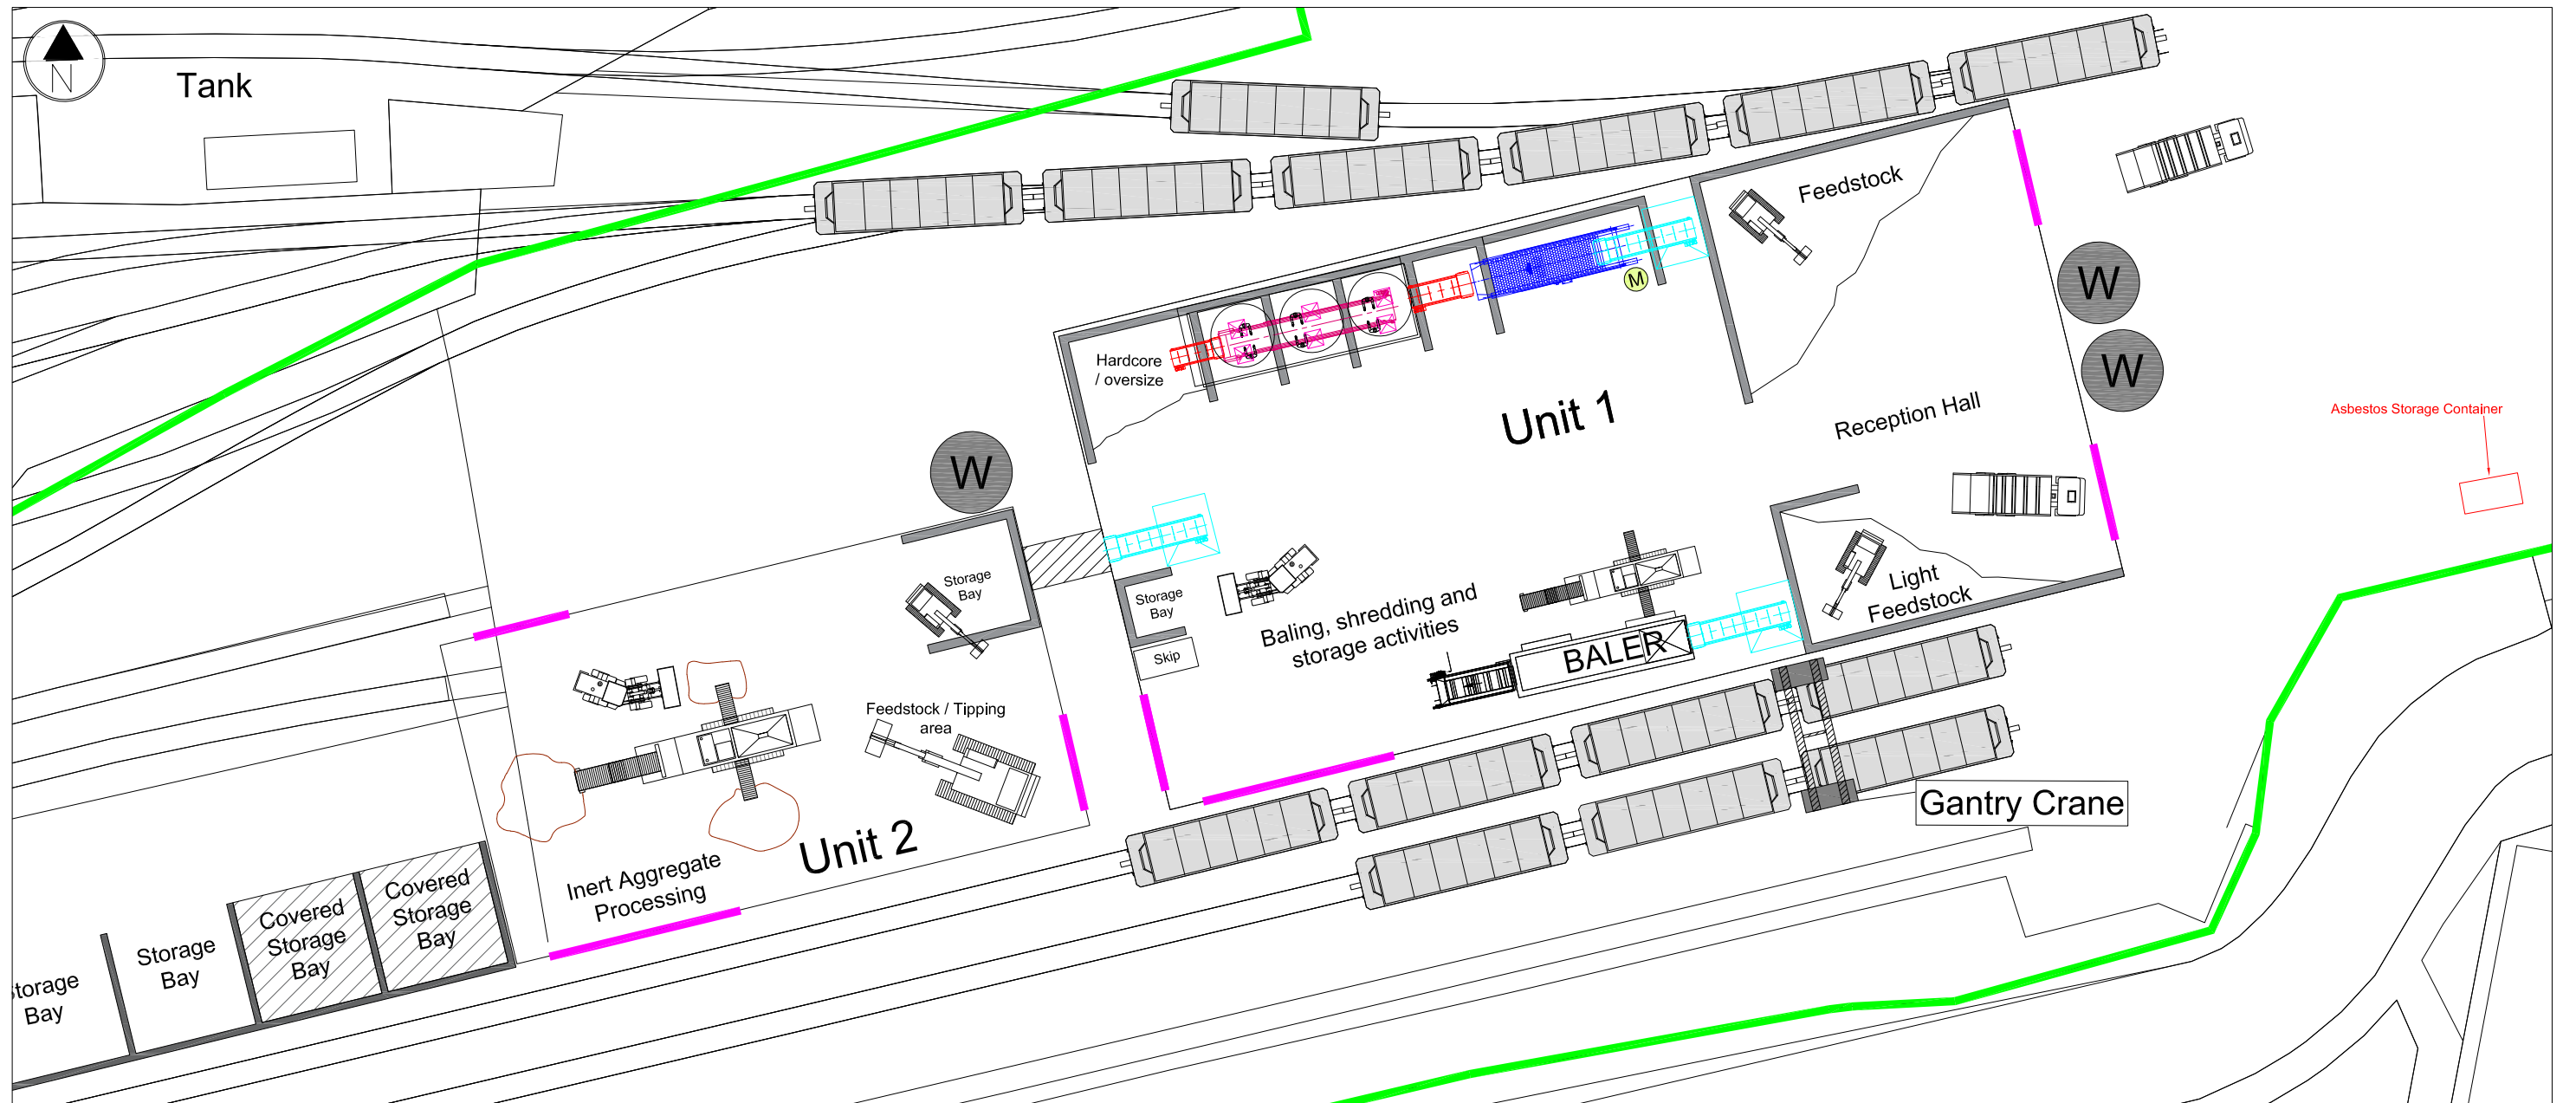 N
Tank
Feedstock
M
W
W
Hardcore
/ oversize
Unit 1
Reception Hall
Asbestos Storage Container
W
Storage
Bay
Storage
Bay
Skip
Light
Feedstock
Baling, shredding and
storage activities
BALER
Feedstock / Tipping
area
Gantry Crane
Unit 2
Inert Aggregate
Processing
Covered
Storage
Bay
Covered
Storage
Bay
Storage
Bay
Storage
Bay